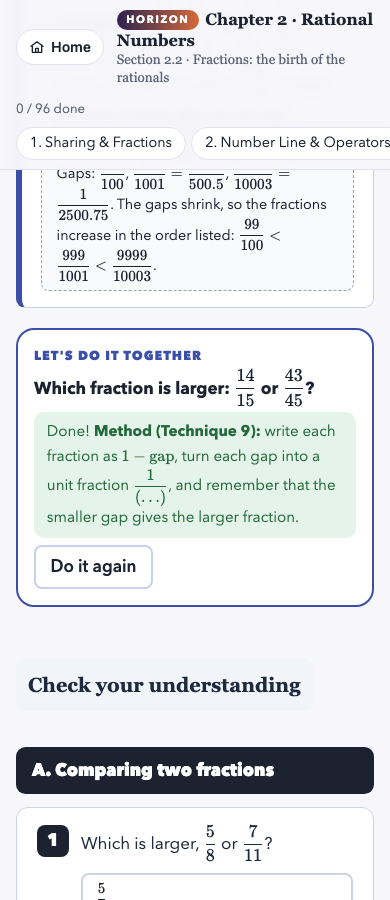 Home
HORIZON Chapter 2 · Rational
Numbers
Section 2.2 · Fractions: the birth of the
rationals
0 / 96 done
1. Sharing & Fractions
2. Number Line & Operators
Gaps: /100, /1001 = /500.5, /10003 =
1/2500.75. The gaps shrink, so the fractions
increase in the order listed: 99/100 <
999/1001 < 9999/10003.
LET'S DO IT TOGETHER
Which fraction is larger: 14/15 or 43/45?
Done! Method (Technique 9): write each
fraction as 1 − gap, turn each gap into a
unit fraction 1/(...), and remember that the
smaller gap gives the larger fraction.
Do it again
Check your understanding
A. Comparing two fractions
1 Which is larger, 5/8 or 7/11?
5